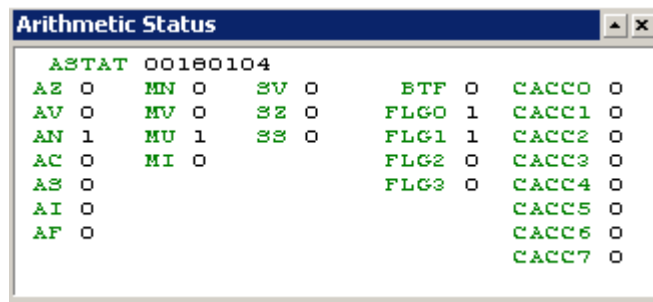 Arithmetic Status
ASTAT 00180104
AZ 0 MN 0 SV 0 BTF 0 CACC0 0
AV 0 MV 0 SZ 0 FLG0 1 CACC1 0
AN 1 MU 1 SS 0 FLG1 1 CACC2 0
AC 0 MI 0 FLG2 0 CACC3 0
AS 0 FLG3 0 CACC4 0
AI 0 CACC5 0
AF 0 CACC6 0
CACC7 0